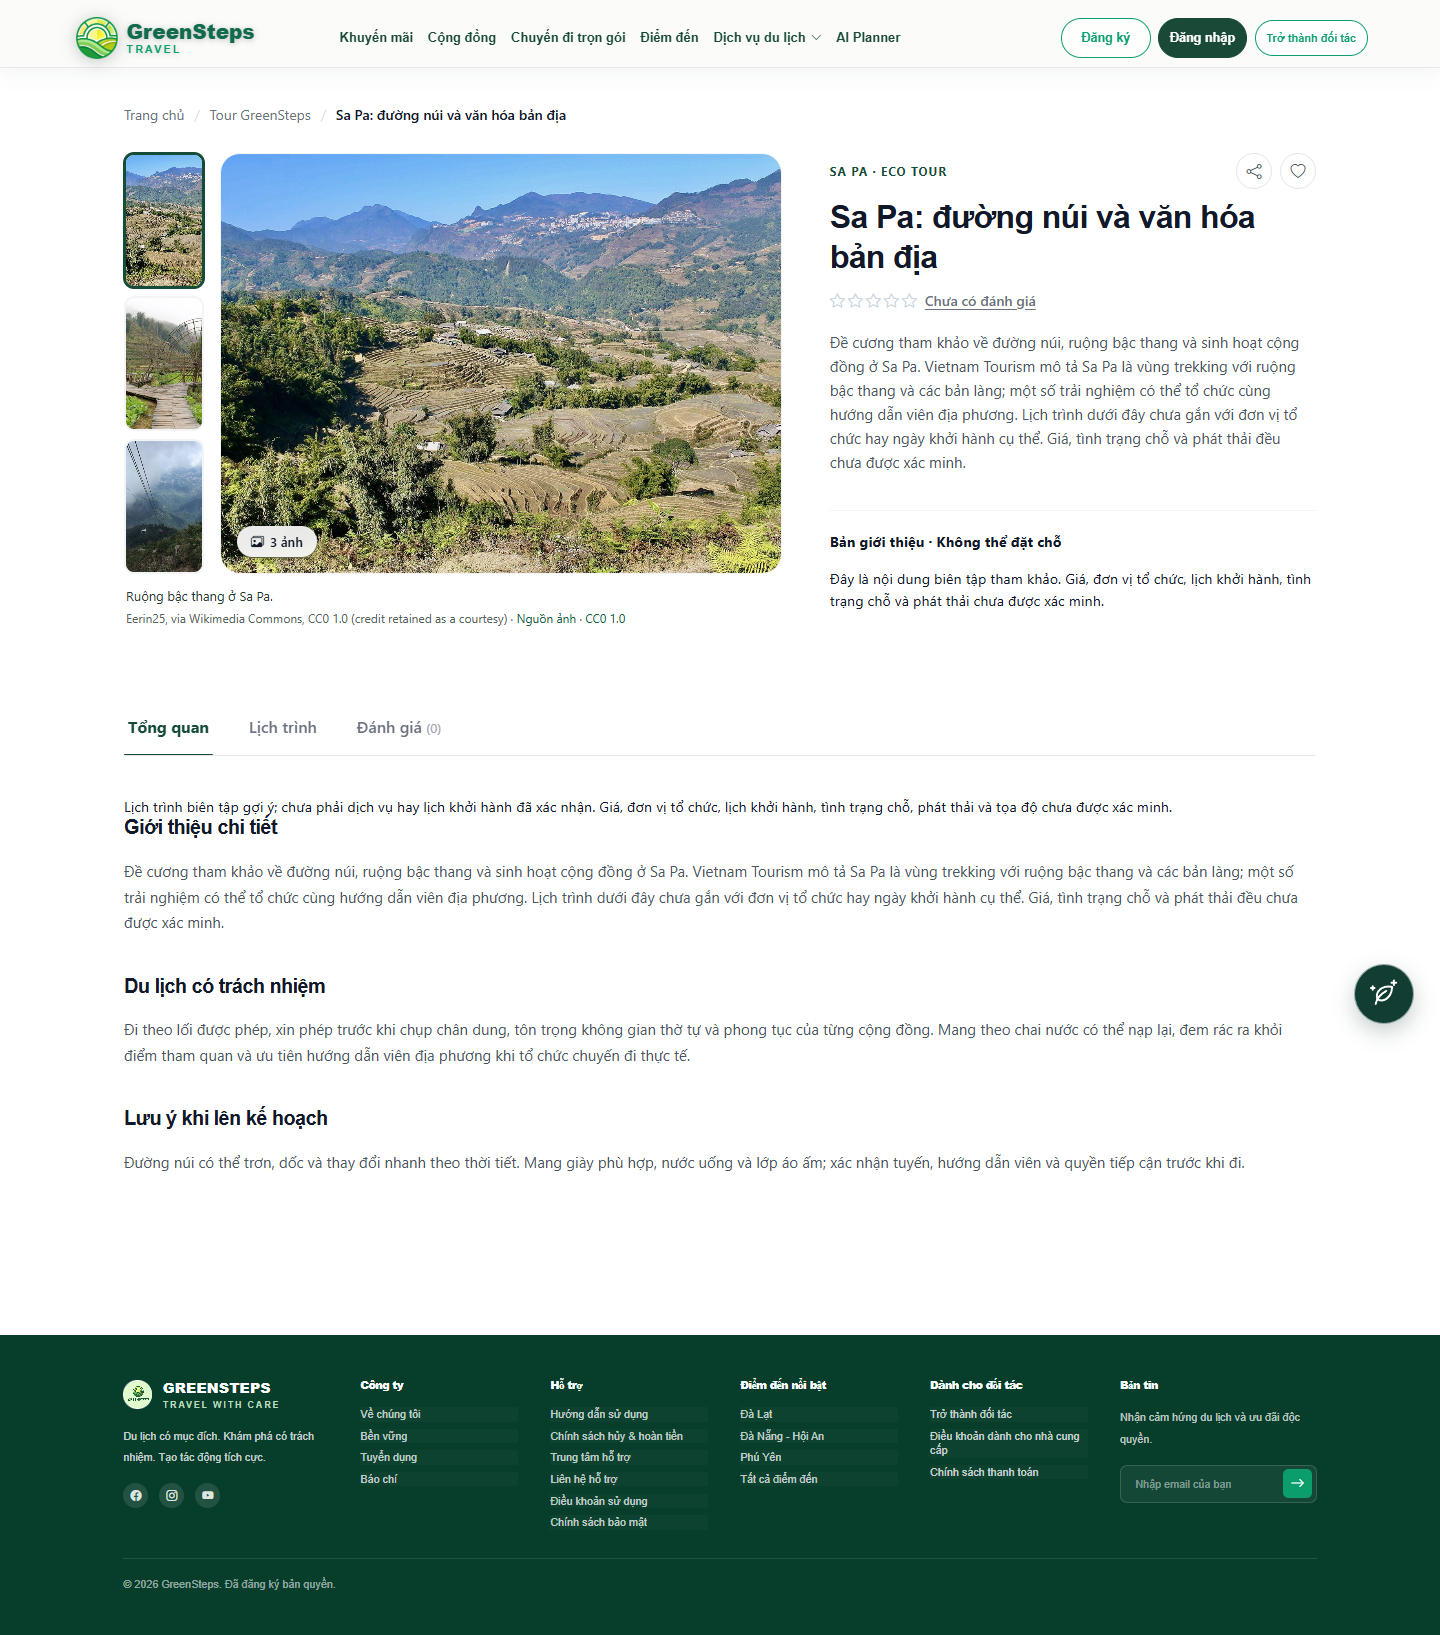 GreenSteps
TRAVEL
Khuyến mãi
Cộng đồng
Chuyến đi trọn gói
Điểm đến
Dịch vụ du lịch
AI Planner
Đăng ký
Đăng nhập
Trở thành đối tác
Trang chủ / Tour GreenSteps / Sa Pa: đường núi và văn hóa bản địa
3 ảnh
Ruộng bậc thang ở Sa Pa.
Eerin25, via Wikimedia Commons, CC0 1.0 (credit retained as a courtesy) · Nguồn ảnh · CC0 1.0
SA PA · ECO TOUR
Sa Pa: đường núi và văn hóa
bản địa
Chưa có đánh giá
Đề cương tham khảo về đường núi, ruộng bậc thang và sinh hoạt cộng
đồng ở Sa Pa. Vietnam Tourism mô tả Sa Pa là vùng trekking với ruộng
bậc thang và các bản làng; một số trải nghiệm có thể tổ chức cùng
hướng dẫn viên địa phương. Lịch trình dưới đây chưa gắn với đơn vị tổ
chức hay ngày khởi hành cụ thể. Giá, tình trạng chỗ và phát thải đều
chưa được xác minh.
Bản giới thiệu · Không thể đặt chỗ
Đây là nội dung biên tập tham khảo. Giá, đơn vị tổ chức, lịch khởi hành, tình
trạng chỗ và phát thải chưa được xác minh.
Tổng quan
Lịch trình
Đánh giá (0)
Lịch trình biên tập gợi ý; chưa phải dịch vụ hay lịch khởi hành đã xác nhận. Giá, đơn vị tổ chức, lịch khởi hành, tình trạng chỗ, phát thải và tọa độ chưa được xác minh.
Giới thiệu chi tiết
Đề cương tham khảo về đường núi, ruộng bậc thang và sinh hoạt cộng đồng ở Sa Pa. Vietnam Tourism mô tả Sa Pa là vùng trekking với ruộng bậc thang và các bản làng; một số
trải nghiệm có thể tổ chức cùng hướng dẫn viên địa phương. Lịch trình dưới đây chưa gắn với đơn vị tổ chức hay ngày khởi hành cụ thể. Giá, tình trạng chỗ và phát thải đều chưa
được xác minh.
Du lịch có trách nhiệm
Đi theo lối được phép, xin phép trước khi chụp chân dung, tôn trọng không gian thờ tự và phong tục của từng cộng đồng. Mang theo chai nước có thể nạp lại, đem rác ra khỏi
điểm tham quan và ưu tiên hướng dẫn viên địa phương khi tổ chức chuyến đi thực tế.
Lưu ý khi lên kế hoạch
Đường núi có thể trơn, dốc và thay đổi nhanh theo thời tiết. Mang giày phù hợp, nước uống và lớp áo ấm; xác nhận tuyến, hướng dẫn viên và quyền tiếp cận trước khi đi.
GREENSTEPS
TRAVEL WITH CARE
Du lịch có mục đích. Khám phá có trách
nhiệm. Tạo tác động tích cực.
Công ty
Về chúng tôi
Bền vững
Tuyển dụng
Báo chí
Hỗ trợ
Hướng dẫn sử dụng
Chính sách hủy & hoàn tiền
Trung tâm hỗ trợ
Liên hệ hỗ trợ
Điều khoản sử dụng
Chính sách bảo mật
Điểm đến nổi bật
Đà Lạt
Đà Nẵng - Hội An
Phú Yên
Tất cả điểm đến
Dành cho đối tác
Trở thành đối tác
Điều khoản dành cho nhà cung
cấp
Chính sách thanh toán
Bản tin
Nhận cảm hứng du lịch và ưu đãi độc
quyền.
Nhập email của bạn
© 2026 GreenSteps. Đã đăng ký bản quyền.